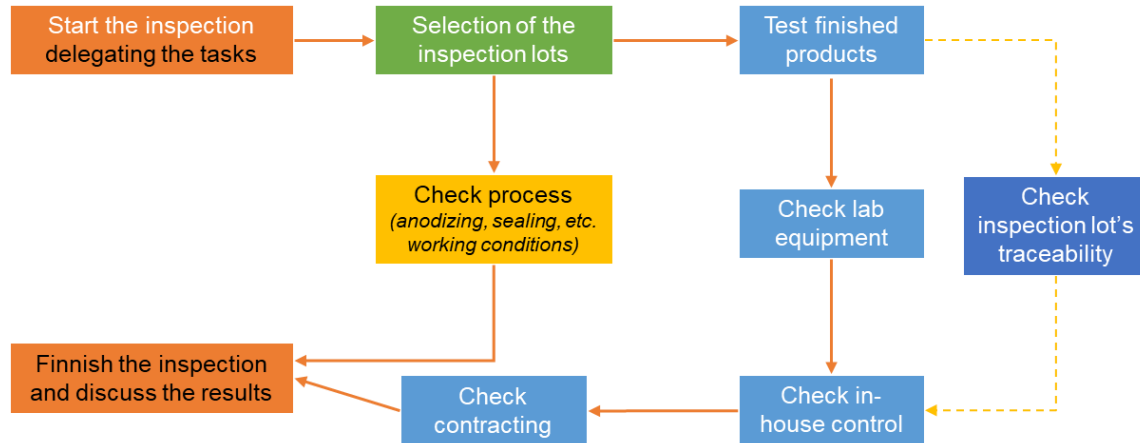 Start the inspection
delegating the tasks
Selection of the
inspection lots
Test finished
products
Check process
(anodizing, sealing, etc.
working conditions)
Check lab
equipment
Check
inspection lot's
traceability
Finnish the inspection
and discuss the results
Check
contracting
Check in-
house control